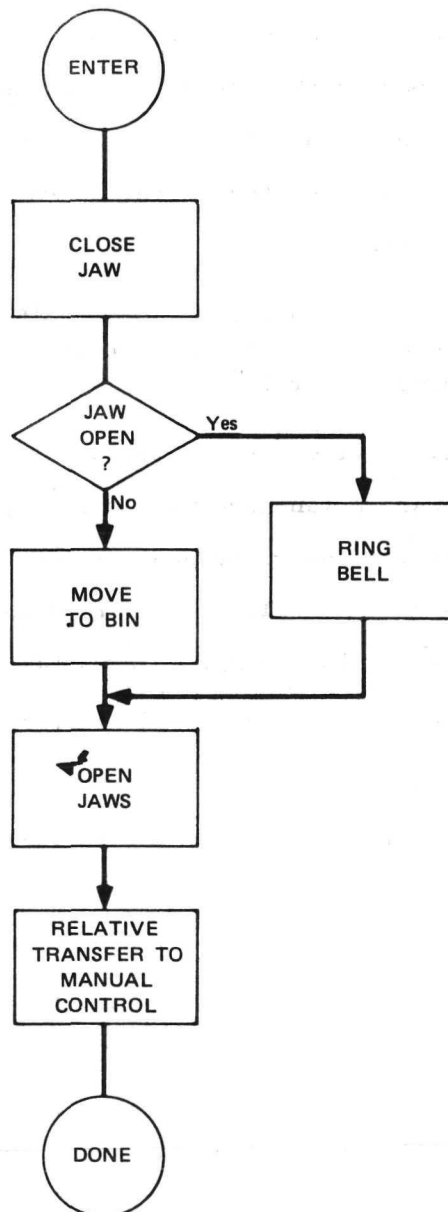 ENTER
CLOSE
JAW
JAW
OPEN
?
Yes
No
MOVE
TO BIN
RING
BELL
OPEN
JAWS
RELATIVE
TRANSFER TO
MANUAL
CONTROL
DONE